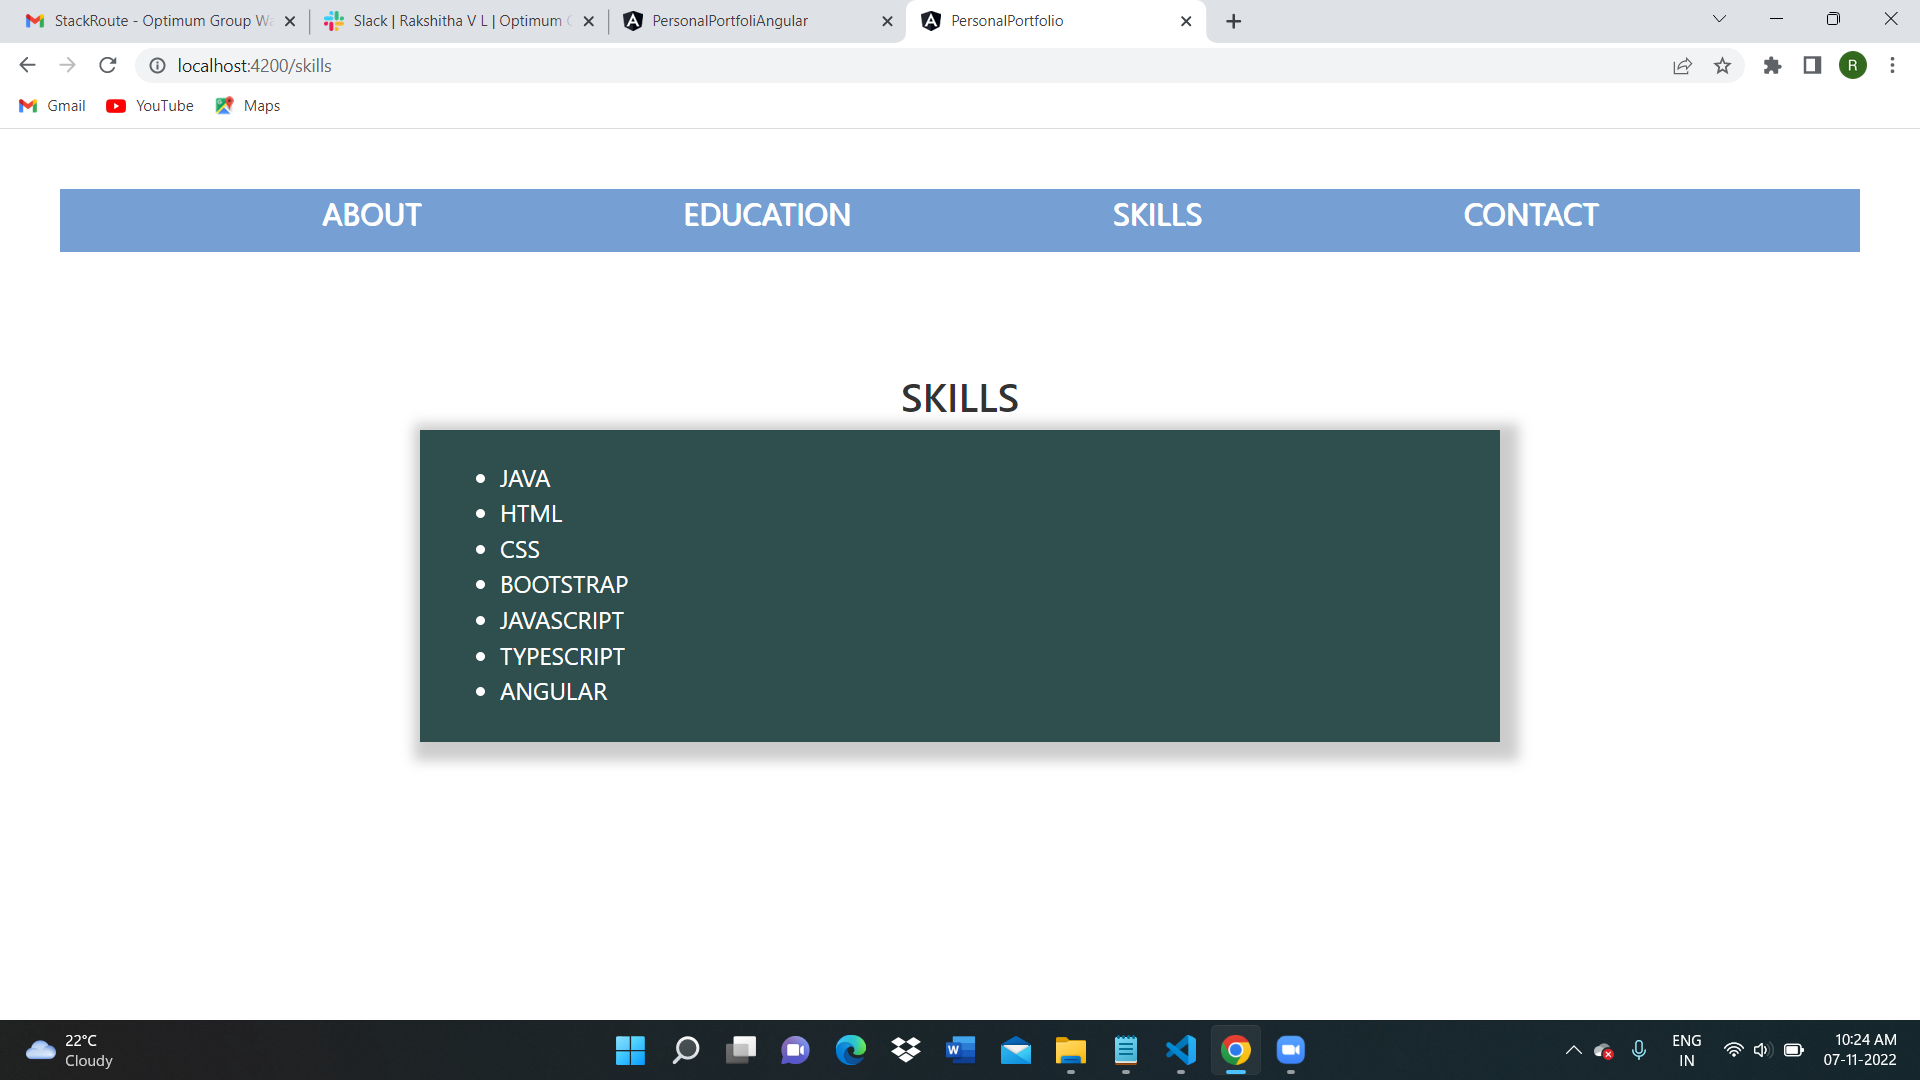 StackRoute - Optimum Group Wa
Slack | Rakshitha V L | Optimum G
PersonalPortfoliAngular
PersonalPortfolio
localhost:4200/skills
R
Gmail
YouTube
Maps
ABOUT
EDUCATION
SKILLS
CONTACT
SKILLS
JAVA
HTML
CSS
BOOTSTRAP
JAVASCRIPT
TYPESCRIPT
ANGULAR
22°C
Cloudy
ENG
IN
10:24 AM
07-11-2022